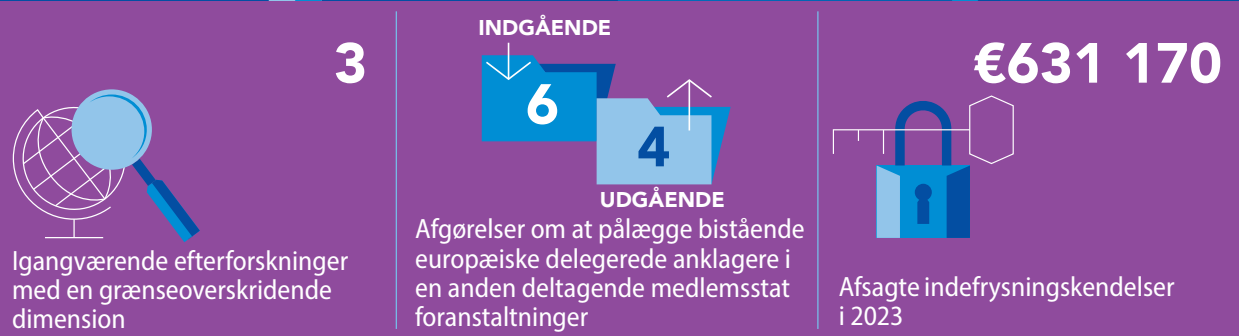 3
Igangværende efterforskninger
med en grænseoverskridende
dimension
INDGÅENDE
6
4
UDGÅENDE
Afgørelser om at pålægge bistående
europæiske delegerede anklagere i
en anden deltagende medlemsstat
foranstaltninger
€631 170
Afsagte indefrysningskendelser
i 2023